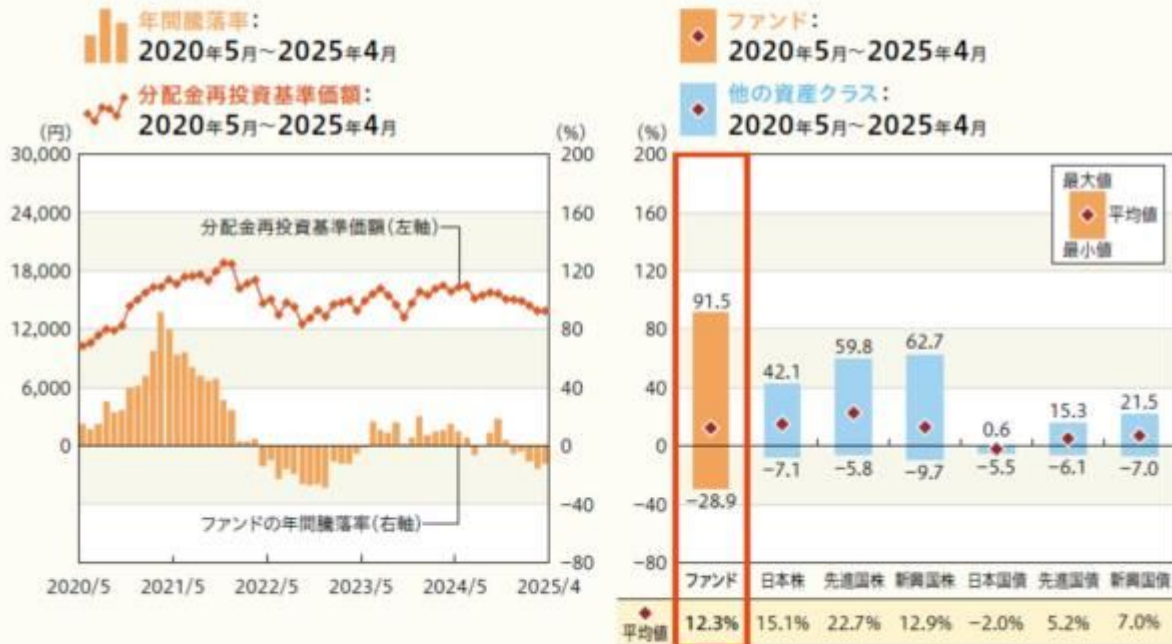 年間騰落率：
2020年5月～2025年4月
分配金再投資基準価額：
2020年5月～2025年4月
(円)
(%)
30,000
24,000
18,000
12,000
6,000
0
200
160
120
80
40
0
−40
−80
分配金再投資基準価額(左軸)
ファンドの年間騰落率(右軸)
2020/5 2021/5 2022/5 2023/5 2024/5 2025/4
ファンド：
2020年5月～2025年4月
他の資産クラス：
2020年5月～2025年4月
(%)
200
160
120
80
40
0
−40
−80
最大値
平均値
最小値
91.5
42.1
59.8
62.7
0.6
15.3
21.5
−28.9
−7.1
−5.8
−9.7
−5.5
−6.1
−7.0
ファンド 日本株 先進国株 新興国株 日本国債 先進国債 新興国債
平均値 12.3% 15.1% 22.7% 12.9% −2.0% 5.2% 7.0%